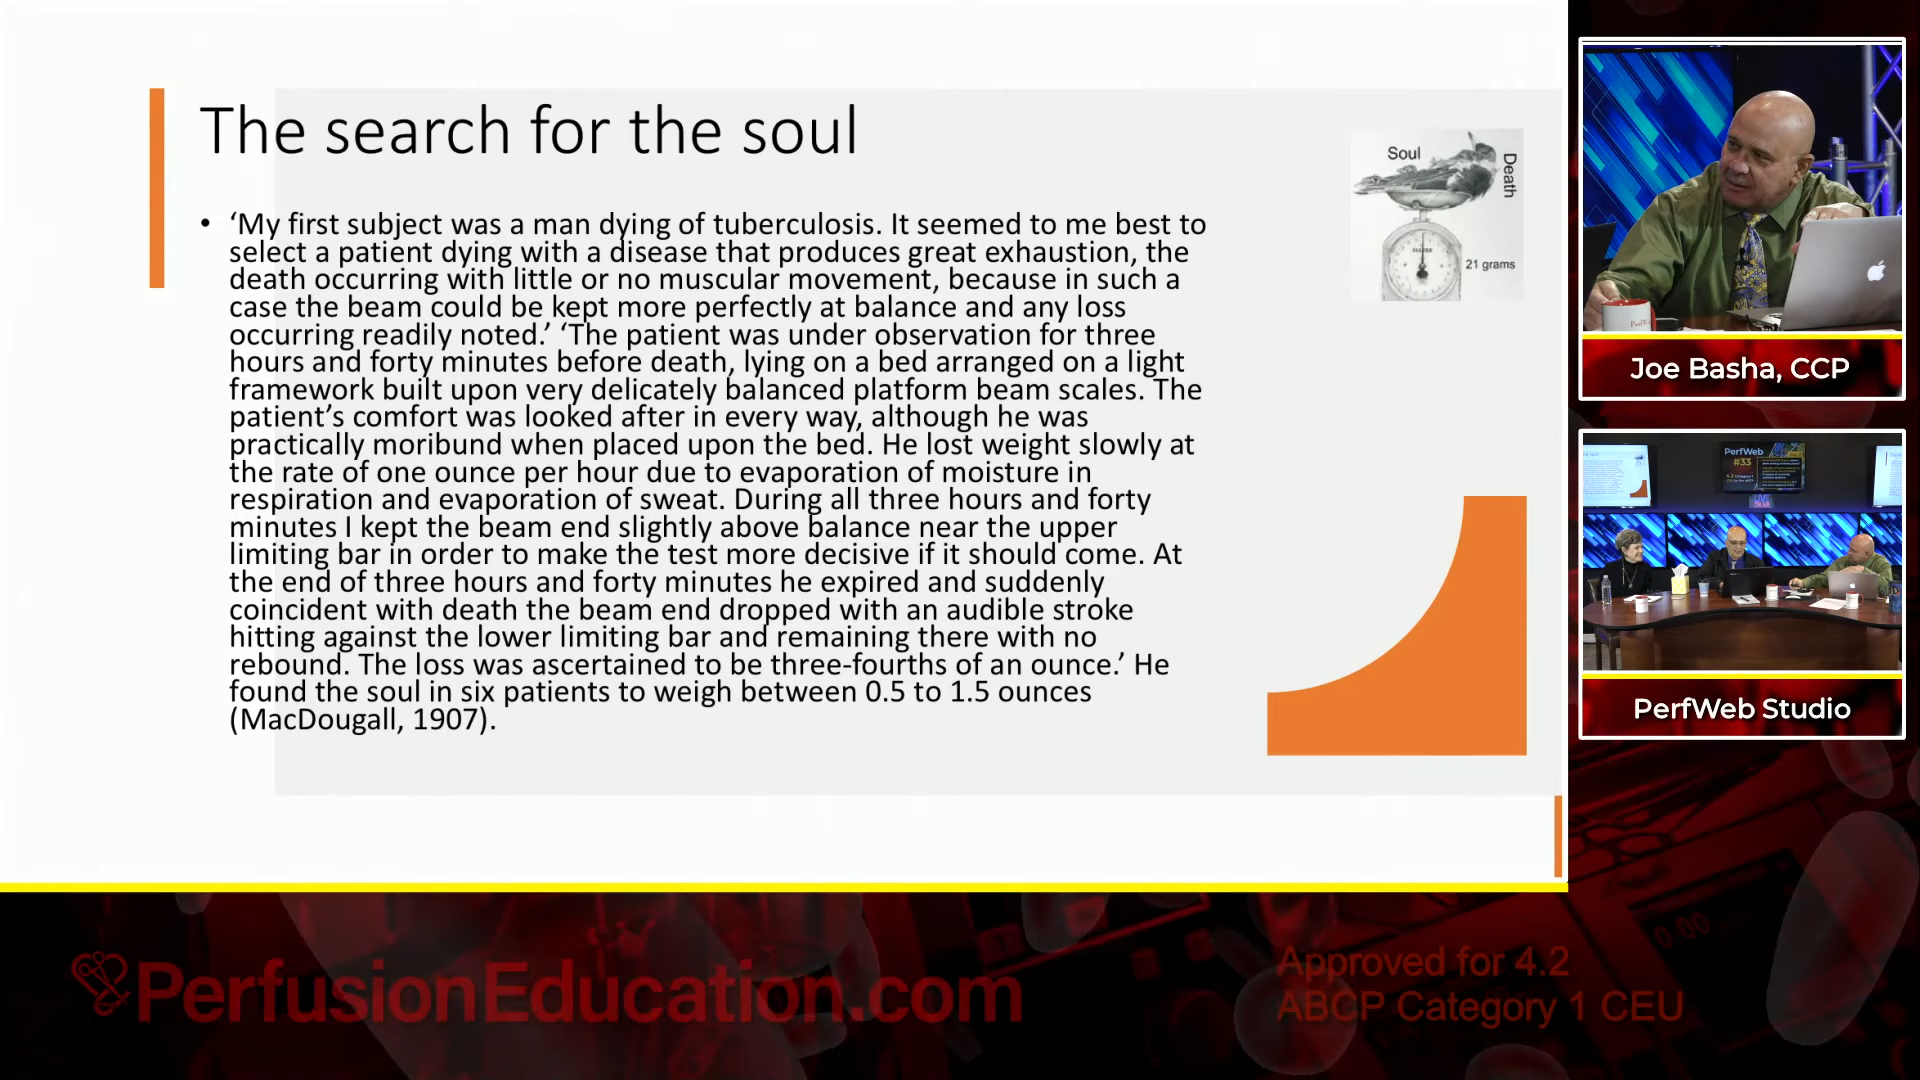 The search for the soul
• ‘My first subject was a man dying of tuberculosis. It seemed to me best to
select a patient dying with a disease that produces great exhaustion, the
death occurring with little or no muscular movement, because in such a
case the beam could be kept more perfectly at balance and any loss
occurring readily noted.’ ‘The patient was under observation for three
hours and forty minutes before death, lying on a bed arranged on a light
framework built upon very delicately balanced platform beam scales. The
patient’s comfort was looked after in every way, although he was
practically moribund when placed upon the bed. He lost weight slowly at
the rate of one ounce per hour due to evaporation of moisture in
respiration and evaporation of sweat. During all three hours and forty
minutes I kept the beam end slightly above balance near the upper
limiting bar in order to make the test more decisive if it should come. At
the end of three hours and forty minutes he expired and suddenly
coincident with death the beam end dropped with an audible stroke
hitting against the lower limiting bar and remaining there with no
rebound. The loss was ascertained to be three-fourths of an ounce.’ He
found the soul in six patients to weigh between 0.5 to 1.5 ounces
(MacDougall, 1907).
Soul
Death
21 grams
Joe Basha, CCP
PerfWeb
#33
PerfWeb Studio
PerfusionEducation.com
Approved for 4.2
ABCP Category 1 CEU
0 00